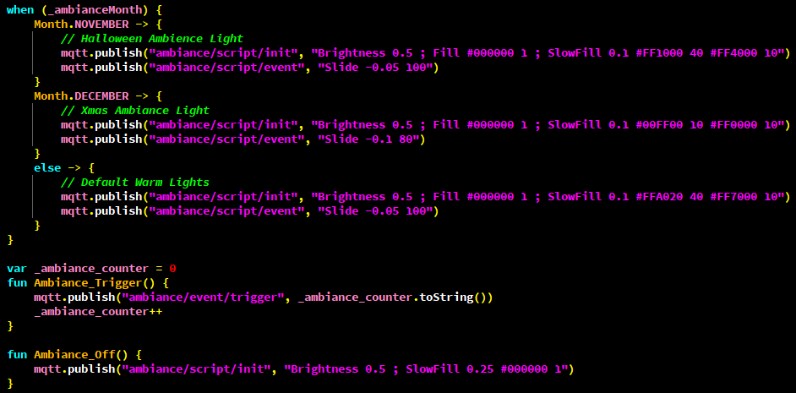 when (_ambianceMonth) {
    Month.NOVEMBER -> {
        // Halloween Ambience Light
        mqtt.publish("ambiance/script/init", "Brightness 0.5 ; Fill #000000 1 ; SlowFill 0.1 #FF1000 40 #FF4000 10")
        mqtt.publish("ambiance/script/event", "Slide -0.05 100")
    }
    Month.DECEMBER -> {
        // Xmas Ambiance Light
        mqtt.publish("ambiance/script/init", "Brightness 0.5 ; Fill #000000 1 ; SlowFill 0.1 #00FF00 10 #FF0000 10")
        mqtt.publish("ambiance/script/event", "Slide -0.1 80")
    }
    else -> {
        // Default Warm Lights
        mqtt.publish("ambiance/script/init", "Brightness 0.5 ; Fill #000000 1 ; SlowFill 0.1 #FFA020 40 #FF7000 10")
        mqtt.publish("ambiance/script/event", "Slide -0.05 100")
    }
}

var _ambiance_counter = 0
fun Ambiance_Trigger() {
    mqtt.publish("ambiance/event/trigger", _ambiance_counter.toString())
    _ambiance_counter++
}

fun Ambiance_Off() {
    mqtt.publish("ambiance/script/init", "Brightness 0.5 ; SlowFill 0.25 #000000 1")
}